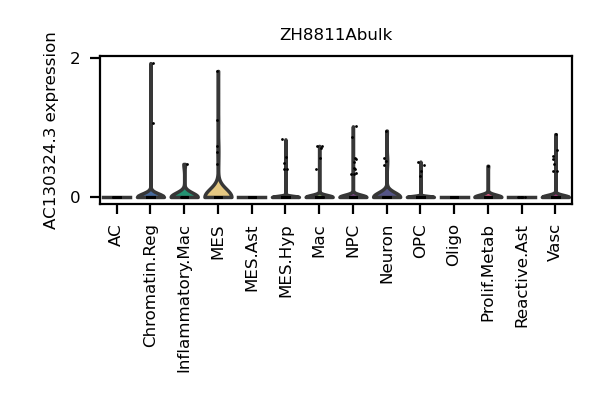 ZH8811Abulk
AC130324.3 expression
2
0
AC
Chromatin.Reg
Inflammatory.Mac
MES
MES.Ast
MES.Hyp
Mac
NPC
Neuron
OPC
Oligo
Prolif.Metab
Reactive.Ast
Vasc